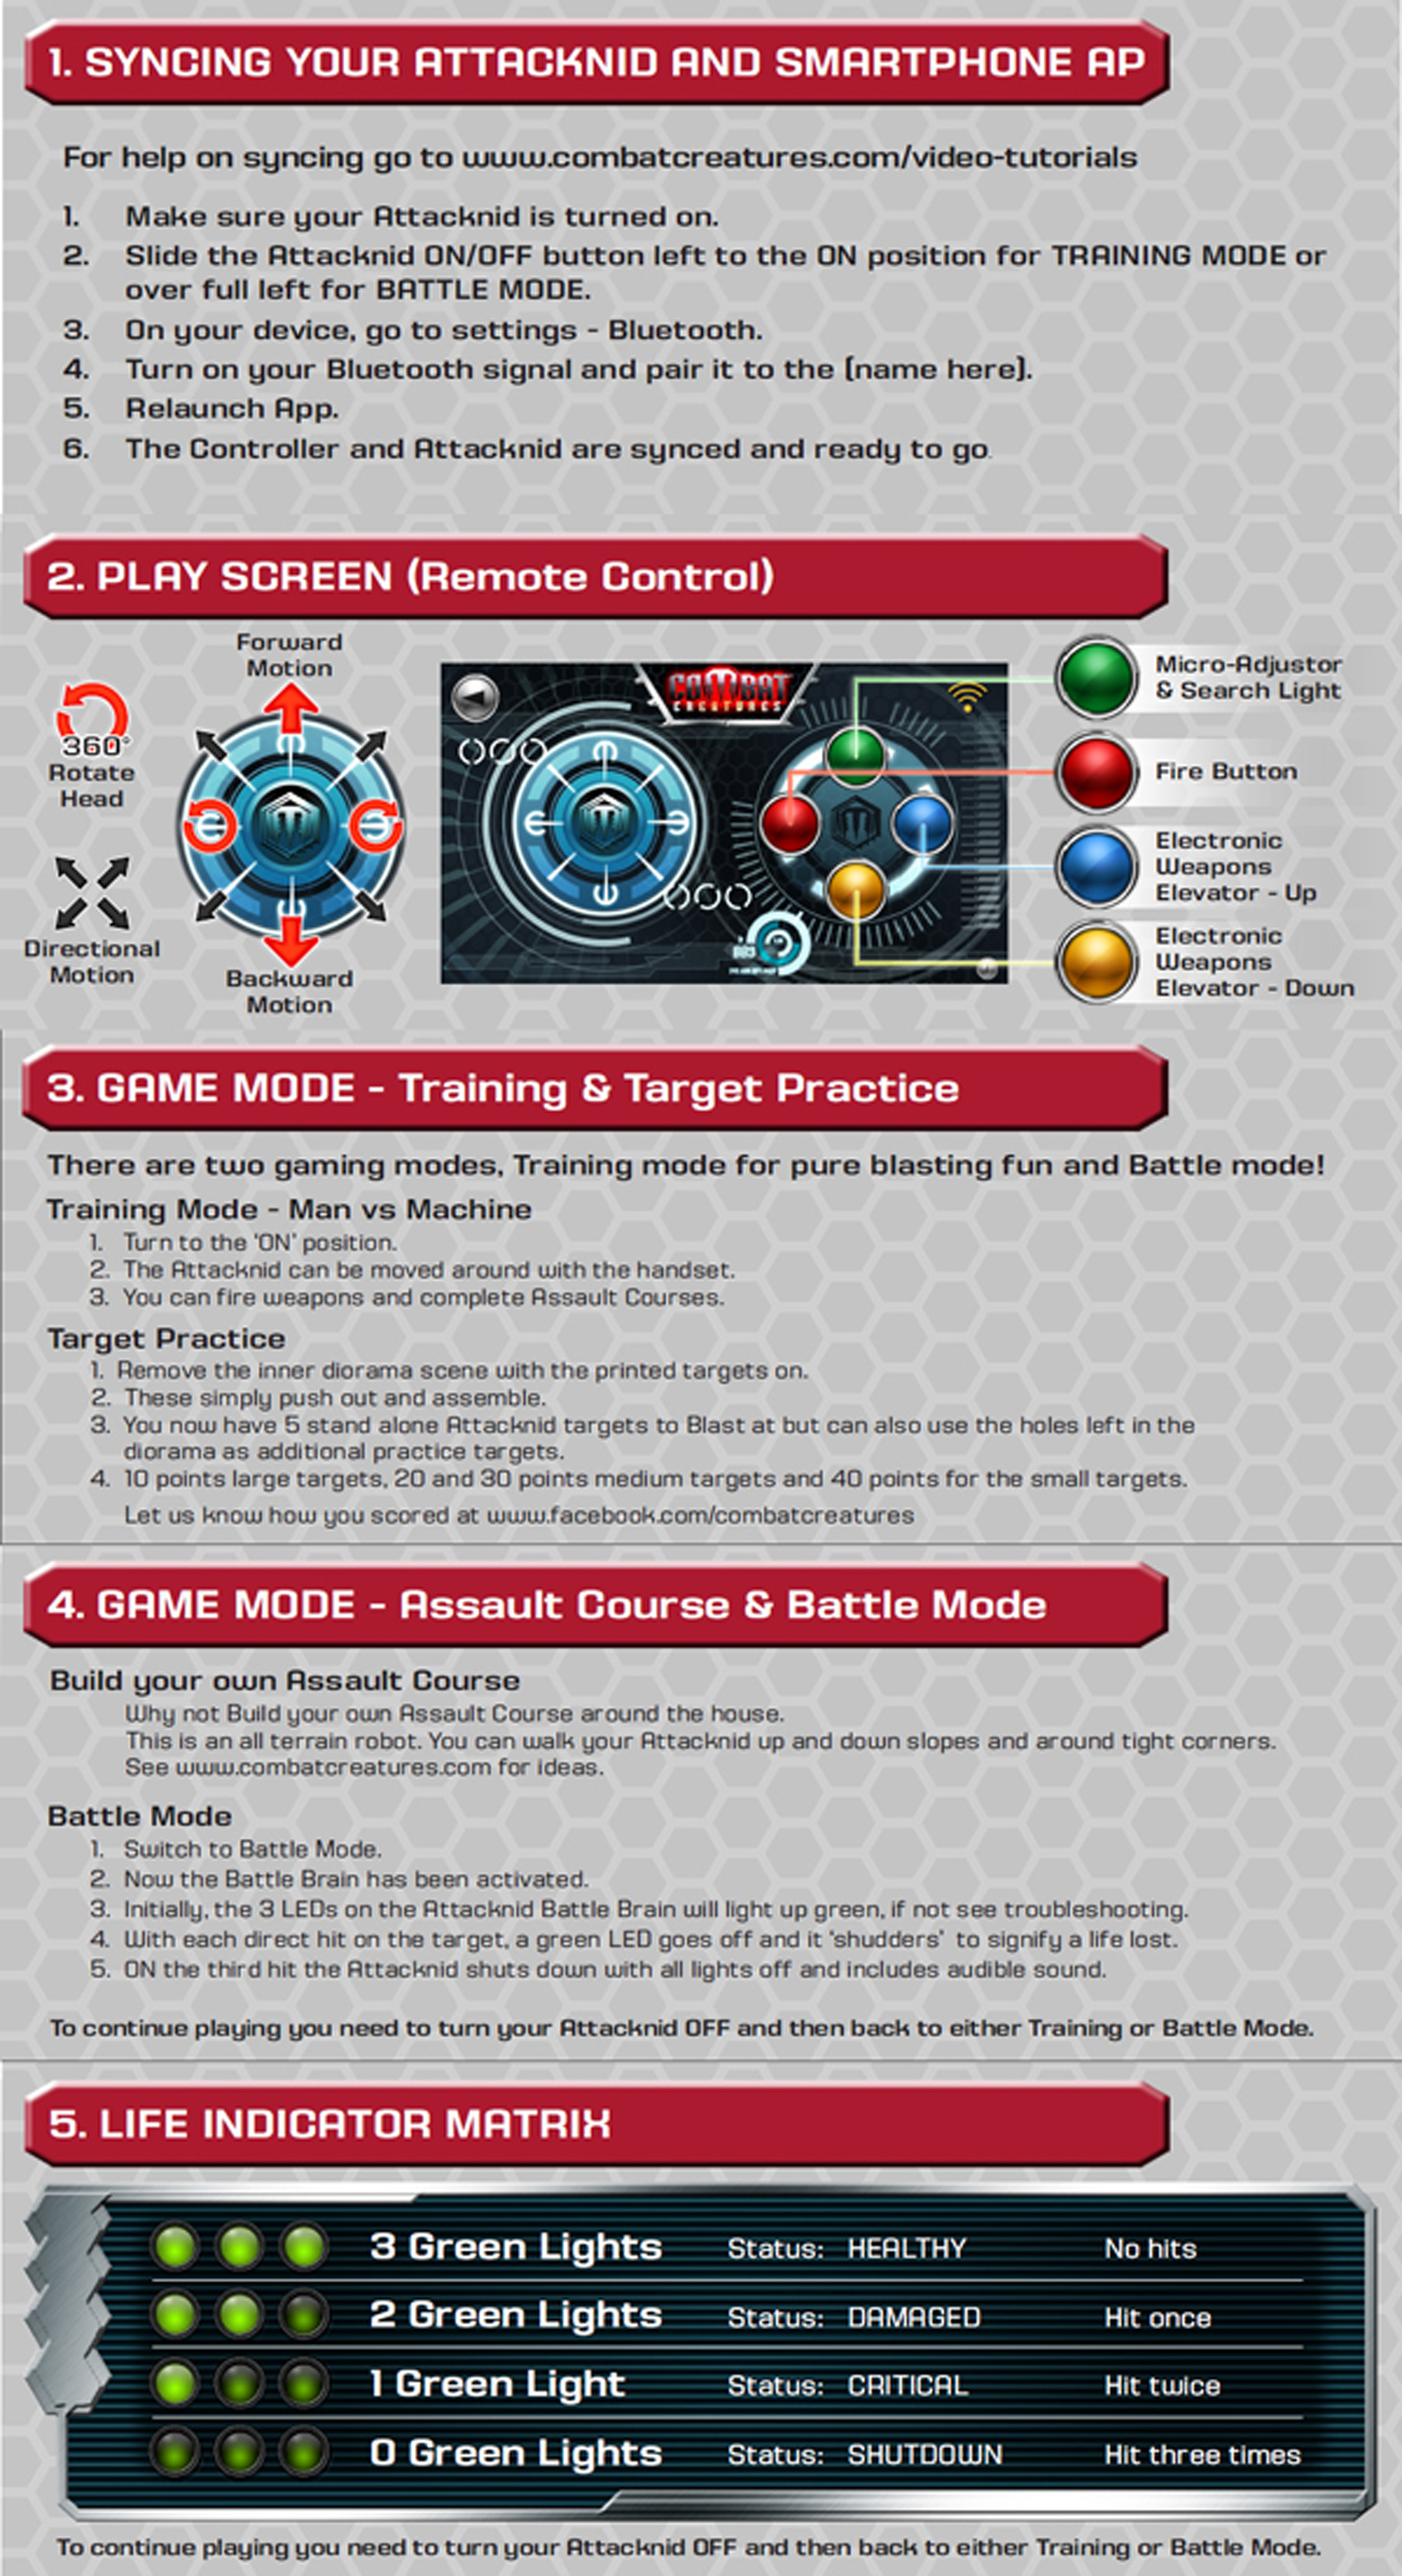 1. SYNCING YOUR ATTACKNID AND SMARTPHONE AP
For help on syncing go to www.combatcreatures.com/video-tutorials
1. Make sure your Attacknid is turned on.
2. Slide the Attacknid ON/OFF button left to the ON position for TRAINING MODE or
over full left for BATTLE MODE.
3. On your device, go to settings - Bluetooth.
4. Turn on your Bluetooth signal and pair it to the (name here).
5. Relaunch App.
6. The Controller and Attacknid are synced and ready to go.
2. PLAY SCREEN (Remote Control)
Forward
Motion
360°
Rotate
Head
Directional
Motion
Backward
Motion
COMBAT
CREATURES
Micro-Adjustor
& Search Light
Fire Button
Electronic
Weapons
Elevator - Up
Electronic
Weapons
Elevator - Down
3. GAME MODE - Training & Target Practice
There are two gaming modes, Training mode for pure blasting fun and Battle mode!
Training Mode - Man vs Machine
1. Turn to the 'ON' position.
2. The Attacknid can be moved around with the handset.
3. You can fire weapons and complete Assault Courses.
Target Practice
1. Remove the inner diorama scene with the printed targets on.
2. These simply push out and assemble.
3. You now have 5 stand alone Attacknid targets to Blast at but can also use the holes left in the
diorama as additional practice targets.
4. 10 points large targets, 20 and 30 points medium targets and 40 points for the small targets.
Let us know how you scored at www.facebook.com/combatcreatures
4. GAME MODE - Assault Course & Battle Mode
Build your own Assault Course
Why not Build your own Assault Course around the house.
This is an all terrain robot. You can walk your Attacknid up and down slopes and around tight corners.
See www.combatcreatures.com for ideas.
Battle Mode
1. Switch to Battle Mode.
2. Now the Battle Brain has been activated.
3. Initially, the 3 LEDs on the Attacknid Battle Brain will light up green, if not see troubleshooting.
4. With each direct hit on the target, a green LED goes off and it 'shudders' to signify a life lost.
5. ON the third hit the Attacknid shuts down with all lights off and includes audible sound.
To continue playing you need to turn your Attacknid OFF and then back to either Training or Battle Mode.
5. LIFE INDICATOR MATRIX
3 Green Lights Status: HEALTHY No hits
2 Green Lights Status: DAMAGED Hit once
1 Green Light Status: CRITICAL Hit twice
0 Green Lights Status: SHUTDOWN Hit three times
To continue playing you need to turn your Attacknid OFF and then back to either Training or Battle Mode.